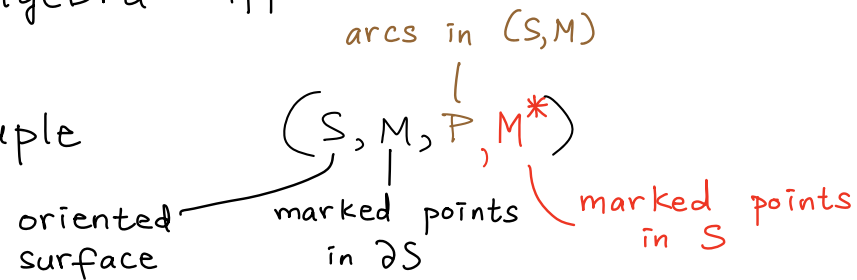 arcs in (S,M)
(S, M, P, M*)
oriented
surface
marked points
in ∂S
marked points
in S